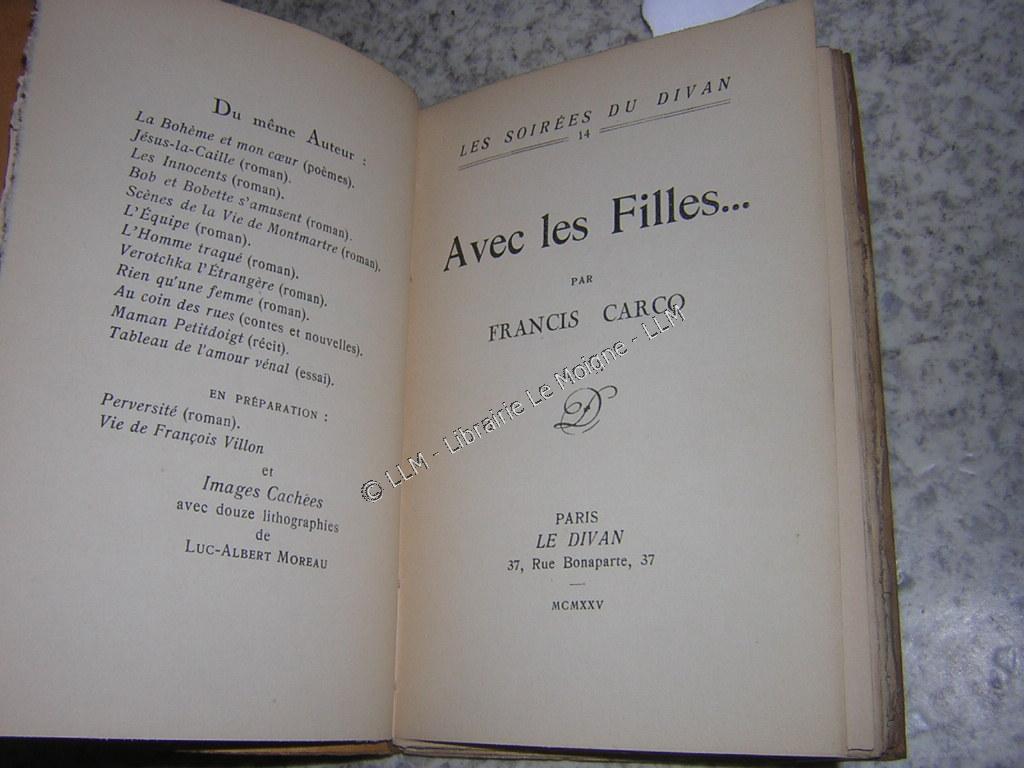 Du même Auteur :
La Bohème et mon cœur (poèmes).
Jésus-la-Caille (roman).
Les Innocents (roman).
Bob et Bobette s'amusent (roman).
Scènes de la Vie de Montmartre (roman).
L'Équipe (roman).
L'Homme traqué (roman).
Verotchka l'Étrangère (roman).
Rien qu'une femme (roman).
Au coin des rues (contes et nouvelles).
Maman Petitdoigt (récit).
Tableau de l'amour vénal (essai).
EN PRÉPARATION :
Perversité (roman).
Vie de François Villon
et
Images Cachées
avec douze lithographies
de
LUC-ALBERT MOREAU
LES SOIRÉES DU DIVAN
14
Avec les Filles...
PAR
FRANCIS CARCO
D
PARIS
LE DIVAN
37, Rue Bonaparte, 37
MCMXXV
© LLM - Librairie Le Moigne - LLM